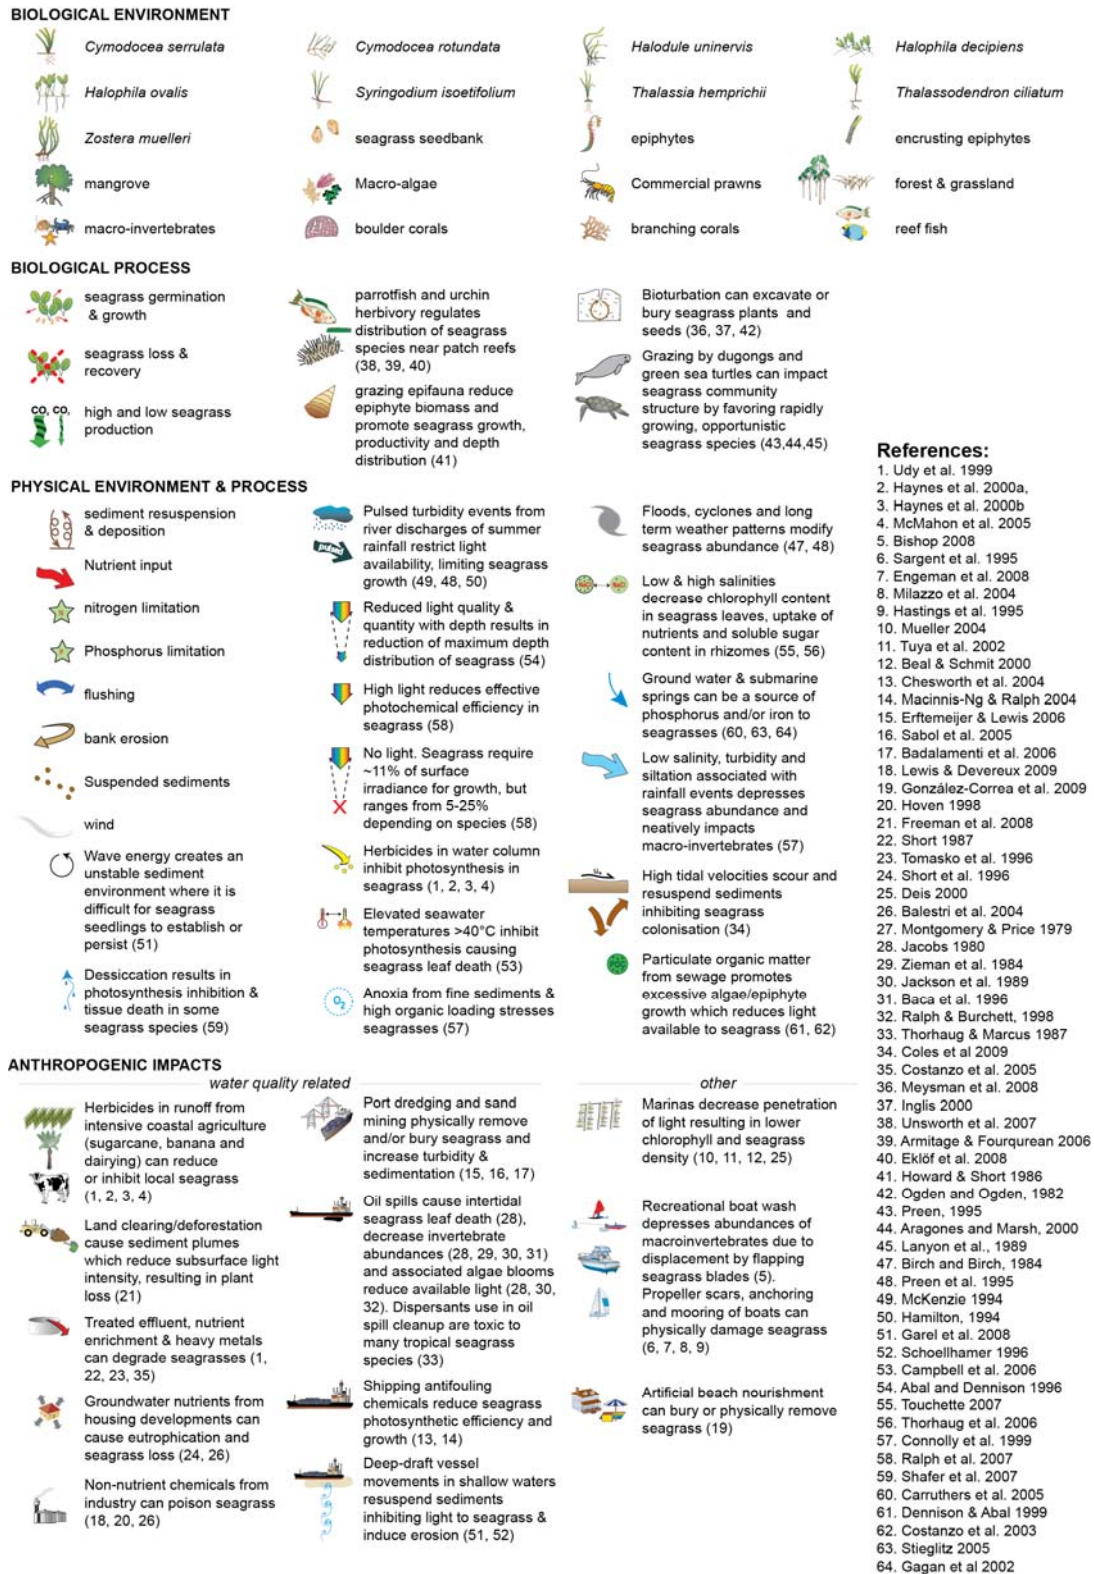 BIOLOGICAL ENVIRONMENT
Cymodocea serrulata
Cymodocea rotundata
Halodule uninervis
Halophila decipiens
Halophila ovalis
Syringodium isoetifolium
Thalassia hemprichii
Thalassodendron ciliatum
Zostera muelleri
seagrass seedbank
epiphytes
encrusting epiphytes
mangrove
Macro-algae
Commercial prawns
forest & grassland
macro-invertebrates
boulder corals
branching corals
reef fish
BIOLOGICAL PROCESS
seagrass germination
& growth
seagrass loss &
recovery
CO₂ CO₂
high and low seagrass
production
parrotfish and urchin
herbivory regulates
distribution of seagrass
species near patch reefs
(38, 39, 40)
grazing epifauna reduce
epiphyte biomass and
promote seagrass growth,
productivity and depth
distribution (41)
Bioturbation can excavate or
bury seagrass plants and
seeds (36, 37, 42)
Grazing by dugongs and
green sea turtles can impact
seagrass community
structure by favoring rapidly
growing, opportunistic
seagrass species (43,44,45)
PHYSICAL ENVIRONMENT & PROCESS
sediment resuspension
& deposition
Nutrient input
nitrogen limitation
Phosphorus limitation
flushing
bank erosion
Suspended sediments
wind
Wave energy creates an
unstable sediment
environment where it is
difficult for seagrass
seedlings to establish or
persist (51)
Dessiccation results in
photosynthesis inhibition &
tissue death in some
seagrass species (59)
Pulsed turbidity events from
river discharges of summer
rainfall restrict light
availability, limiting seagrass
growth (49, 48, 50)
pulsed
Reduced light quality &
quantity with depth results in
reduction of maximum depth
distribution of seagrass (54)
High light reduces effective
photochemical efficiency in
seagrass (58)
No light. Seagrass require
~11% of surface
irradiance for growth, but
ranges from 5-25%
depending on species (58)
Herbicides in water column
inhibit photosynthesis in
seagrass (1, 2, 3, 4)
Elevated seawater
temperatures >40°C inhibit
photosynthesis causing
seagrass leaf death (53)
O₂
Anoxia from fine sediments &
high organic loading stresses
seagrasses (57)
Floods, cyclones and long
term weather patterns modify
seagrass abundance (47, 48)
NaCl NaCl
Low & high salinities
decrease chlorophyll content
in seagrass leaves, uptake of
nutrients and soluble sugar
content in rhizomes (55, 56)
Ground water & submarine
springs can be a source of
phosphorus and/or iron to
seagrasses (60, 63, 64)
Low salinity, turbidity and
siltation associated with
rainfall events depresses
seagrass abundance and
neatively impacts
macro-invertebrates (57)
High tidal velocities scour and
resuspend sediments
inhibiting seagrass
colonisation (34)
POC
Particulate organic matter
from sewage promotes
excessive algae/epiphyte
growth which reduces light
available to seagrass (61, 62)
ANTHROPOGENIC IMPACTS
water quality related
Herbicides in runoff from
intensive coastal agriculture
(sugarcane, banana and
dairying) can reduce
or inhibit local seagrass
(1, 2, 3, 4)
Land clearing/deforestation
cause sediment plumes
which reduce subsurface light
intensity, resulting in plant
loss (21)
Treated effluent, nutrient
enrichment & heavy metals
can degrade seagrasses (1,
22, 23, 35)
Groundwater nutrients from
housing developments can
cause eutrophication and
seagrass loss (24, 26)
Non-nutrient chemicals from
industry can poison seagrass
(18, 20, 26)
Port dredging and sand
mining physically remove
and/or bury seagrass and
increase turbidity &
sedimentation (15, 16, 17)
Oil spills cause intertidal
seagrass leaf death (28),
decrease invertebrate
abundances (28, 29, 30, 31)
and associated algae blooms
reduce available light (28, 30,
32). Dispersants use in oil
spill cleanup are toxic to
many tropical seagrass
species (33)
Shipping antifouling
chemicals reduce seagrass
photosynthetic efficiency and
growth (13, 14)
Deep-draft vessel
movements in shallow waters
resuspend sediments
inhibiting light to seagrass &
induce erosion (51, 52)
other
Marinas decrease penetration
of light resulting in lower
chlorophyll and seagrass
density (10, 11, 12, 25)
Recreational boat wash
depresses abundances of
macroinvertebrates due to
displacement by flapping
seagrass blades (5).
Propeller scars, anchoring
and mooring of boats can
physically damage seagrass
(6, 7, 8, 9)
Artificial beach nourishment
can bury or physically remove
seagrass (19)
References:
1. Udy et al. 1999
2. Haynes et al. 2000a,
3. Haynes et al. 2000b
4. McMahon et al. 2005
5. Bishop 2008
6. Sargent et al. 1995
7. Engeman et al. 2008
8. Milazzo et al. 2004
9. Hastings et al. 1995
10. Mueller 2004
11. Tuya et al. 2002
12. Beal & Schmit 2000
13. Chesworth et al. 2004
14. Macinnis-Ng & Ralph 2004
15. Erftemeijer & Lewis 2006
16. Sabol et al. 2005
17. Badalamenti et al. 2006
18. Lewis & Devereux 2009
19. González-Correa et al. 2009
20. Hoven 1998
21. Freeman et al. 2008
22. Short 1987
23. Tomasko et al. 1996
24. Short et al. 1996
25. Deis 2000
26. Balestri et al. 2004
27. Montgomery & Price 1979
28. Jacobs 1980
29. Zieman et al. 1984
30. Jackson et al. 1989
31. Baca et al. 1996
32. Ralph & Burchett, 1998
33. Thorhaug & Marcus 1987
34. Coles et al 2009
35. Costanzo et al. 2005
36. Meysman et al. 2008
37. Inglis 2000
38. Unsworth et al. 2007
39. Armitage & Fourqurean 2006
40. Eklöf et al. 2008
41. Howard & Short 1986
42. Ogden and Ogden, 1982
43. Preen, 1995
44. Aragones and Marsh, 2000
45. Lanyon et al., 1989
47. Birch and Birch, 1984
48. Preen et al. 1995
49. McKenzie 1994
50. Hamilton, 1994
51. Garel et al. 2008
52. Schoellhamer 1996
53. Campbell et al. 2006
54. Abal and Dennison 1996
55. Touchette 2007
56. Thorhaug et al. 2006
57. Connolly et al. 1999
58. Ralph et al. 2007
59. Shafer et al. 2007
60. Carruthers et al. 2005
61. Dennison & Abal 1999
62. Costanzo et al. 2003
63. Stieglitz 2005
64. Gagan et al 2002